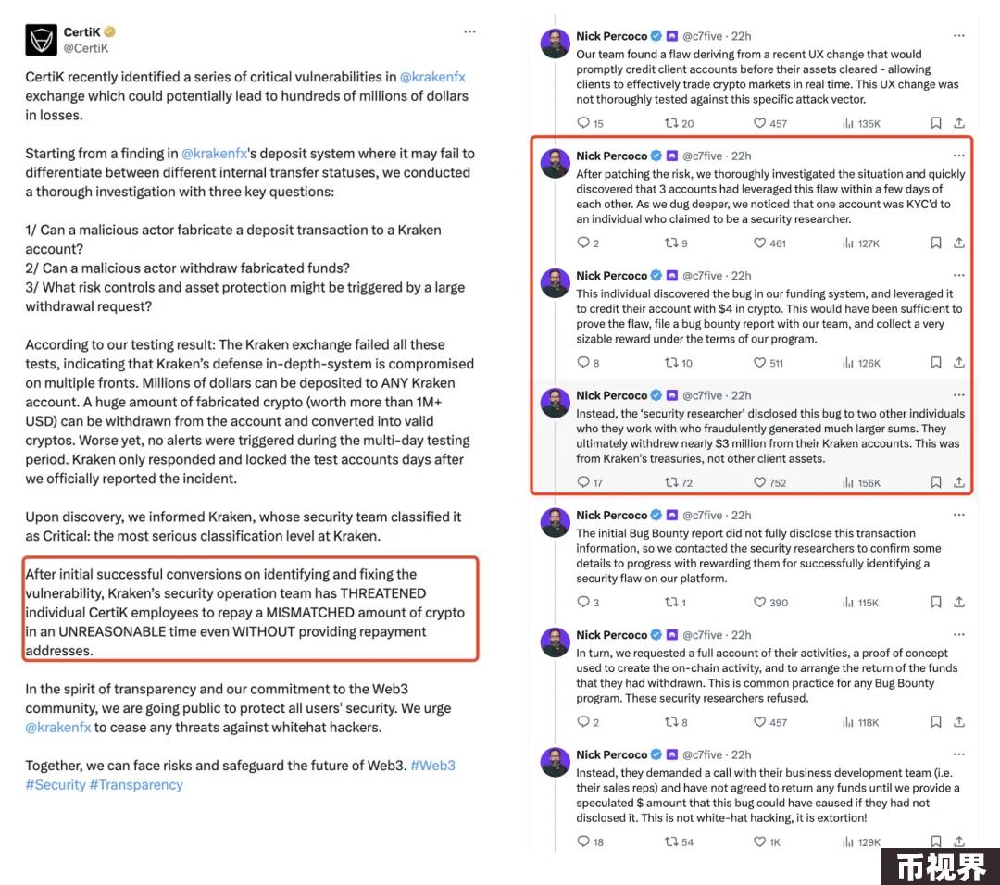 CertiK
@CertiK
CertiK recently identified a series of critical vulnerabilities in @krakenfx
exchange which could potentially lead to hundreds of millions of dollars
in losses.
Starting from a finding in @krakenfx's deposit system where it may fail to
differentiate between different internal transfer statuses, we conducted
a thorough investigation with three key questions:
1/ Can a malicious actor fabricate a deposit transaction to a Kraken
account?
2/ Can a malicious actor withdraw fabricated funds?
3/ What risk controls and asset protection might be triggered by a large
withdrawal request?
According to our testing result: The Kraken exchange failed all these
tests, indicating that Kraken's defense in-depth-system is compromised
on multiple fronts. Millions of dollars can be deposited to ANY Kraken
account. A huge amount of fabricated crypto (worth more than 1M+
USD) can be withdrawn from the account and converted into valid
cryptos. Worse yet, no alerts were triggered during the multi-day testing
period. Kraken only responded and locked the test accounts days after
we officially reported the incident.
Upon discovery, we informed Kraken, whose security team classified it
as Critical: the most serious classification level at Kraken.
After initial successful conversions on identifying and fixing the
vulnerability, Kraken's security operation team has THREATENED
individual CertiK employees to repay a MISMATCHED amount of crypto
in an UNREASONABLE time even WITHOUT providing repayment
addresses.
In the spirit of transparency and our commitment to the Web3
community, we are going public to protect all users' security. We urge
@krakenfx to cease any threats against whitehat hackers.
Together, we can face risks and safeguard the future of Web3. #Web3
#Security #Transparency
Nick Percoco @c7five · 22h
Our team found a flaw deriving from a recent UX change that would
promptly credit client accounts before their assets cleared - allowing
clients to effectively trade crypto markets in real time. This UX change was
not thoroughly tested against this specific attack vector.
15 20 457 135K
Nick Percoco @c7five · 22h
After patching the risk, we thoroughly investigated the situation and quickly
discovered that 3 accounts had leveraged this flaw within a few days of
each other. As we dug deeper, we noticed that one account was KYC'd to
an individual who claimed to be a security researcher.
2 9 461 127K
Nick Percoco @c7five · 22h
This individual discovered the bug in our funding system, and leveraged it
to credit their account with $4 in crypto. This would have been sufficient to
prove the flaw, file a bug bounty report with our team, and collect a very
sizable reward under the terms of our program.
8 10 511 126K
Nick Percoco @c7five · 22h
Instead, the 'security researcher' disclosed this bug to two other individuals
who they work with who fraudulently generated much larger sums. They
ultimately withdrew nearly $3 million from their Kraken accounts. This was
from Kraken's treasuries, not other client assets.
17 72 752 156K
Nick Percoco @c7five · 22h
The initial Bug Bounty report did not fully disclose this transaction
information, so we contacted the security researchers to confirm some
details to progress with rewarding them for successfully identifying a
security flaw on our platform.
3 1 390 115K
Nick Percoco @c7five · 22h
In turn, we requested a full account of their activities, a proof of concept
used to create the on-chain activity, and to arrange the return of the funds
that they had withdrawn. This is common practice for any Bug Bounty
program. These security researchers refused.
2 8 457 118K
Nick Percoco @c7five · 22h
Instead, they demanded a call with their business development team (i.e.
their sales reps) and have not agreed to return any funds until we provide a
speculated $ amount that this bug could have caused if they had not
disclosed it. This is not white-hat hacking, it is extortion!
18 54 1K 129K
币视界